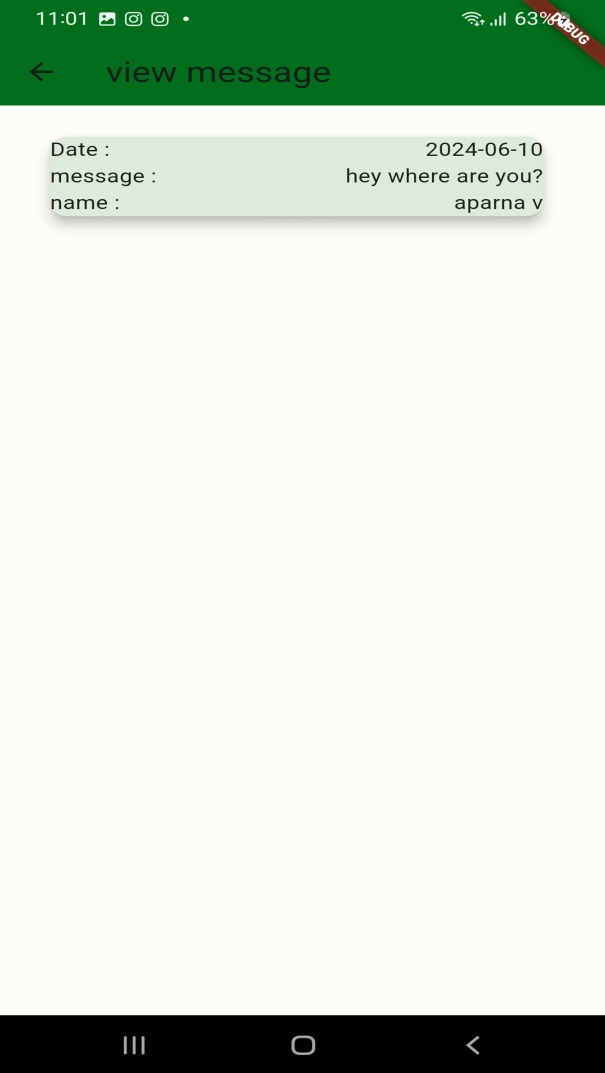 11:01 63%
DEBUG
view message
Date : 2024-06-10
message : hey where are you?
name : aparna v